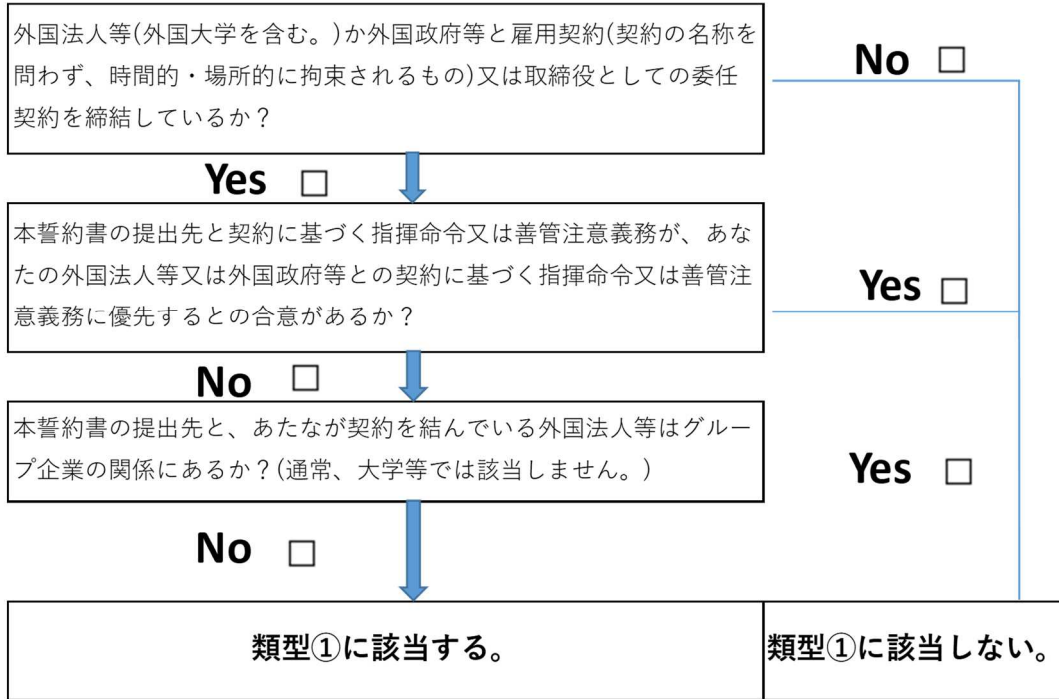 外国法人等(外国大学を含む。)か外国政府等と雇用契約(契約の名称を
問わず、時間的・場所的に拘束されるもの)又は取締役としての委任
契約を締結しているか？
No □
Yes □
本誓約書の提出先と契約に基づく指揮命令又は善管注意義務が、あな
たの外国法人等又は外国政府等との契約に基づく指揮命令又は善管注
意義務に優先するとの合意があるか？
Yes □
No □
本誓約書の提出先と、あたなが契約を結んでいる外国法人等はグルー
プ企業の関係にあるか？(通常、大学等では該当しません。)
Yes □
No □
類型①に該当する。
類型①に該当しない。